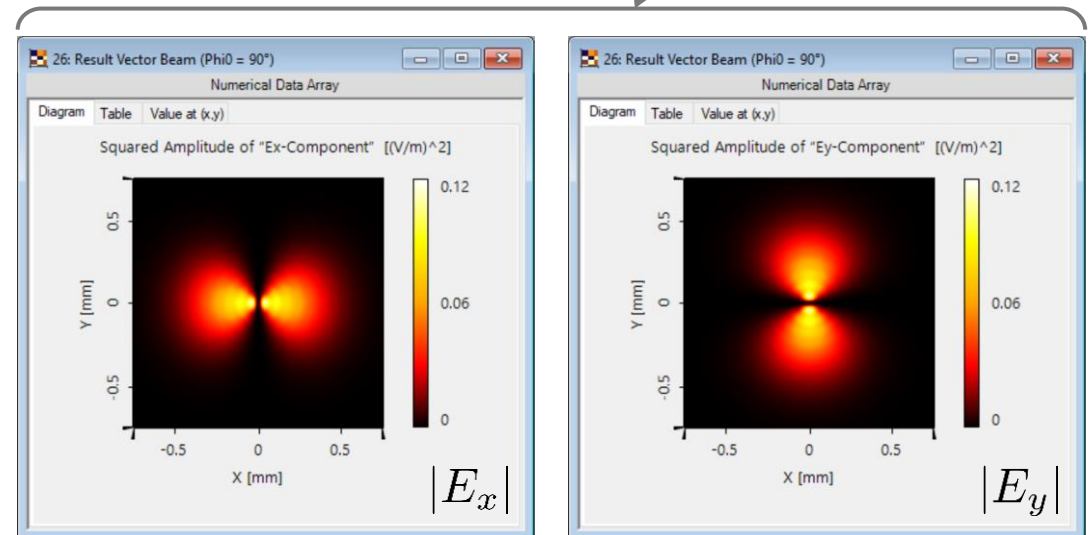 26: Result Vector Beam (Phi0 = 90°)
Numerical Data Array
Diagram Table Value at (x,y)
Squared Amplitude of "Ex-Component" [(V/m)^2]
0.12
0.5
0.06
Y [mm]
0
-0.5
0
-0.5 0 0.5
X [mm]
|E_x|
26: Result Vector Beam (Phi0 = 90°)
Numerical Data Array
Diagram Table Value at (x,y)
Squared Amplitude of "Ey-Component" [(V/m)^2]
0.12
0.5
0.06
Y [mm]
0
-0.5
0
-0.5 0 0.5
X [mm]
|E_y|